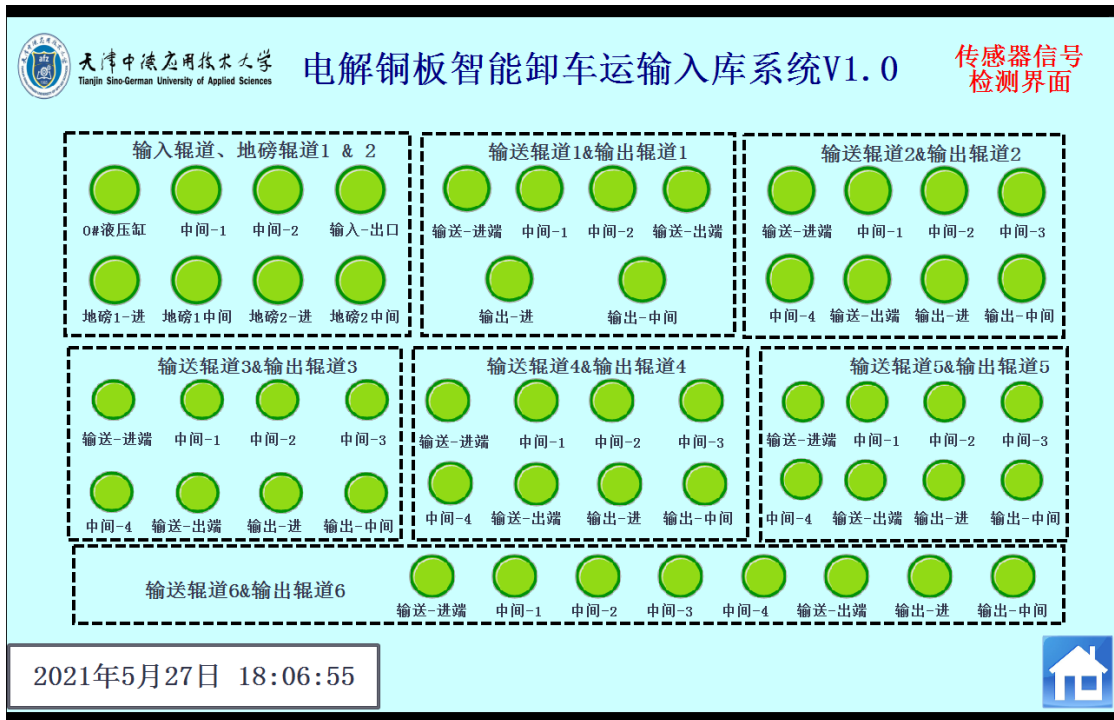 天津中德应用技术大学
Tianjin Sino-German University of Applied Sciences
电解铜板智能卸车运输入库系统V1.0
传感器信号
检测界面
输入辊道、地磅辊道1 & 2
0#液压缸 中间-1 中间-2 输入-出口
地磅1-进 地磅1中间 地磅2-进 地磅2中间
输送辊道1&输出辊道1
输送-进端 中间-1 中间-2 输送-出端
输出-进 输出-中间
输送辊道2&输出辊道2
输送-进端 中间-1 中间-2 中间-3
中间-4 输送-出端 输出-进 输出-中间
输送辊道3&输出辊道3
输送-进端 中间-1 中间-2 中间-3
中间-4 输送-出端 输出-进 输出-中间
输送辊道4&输出辊道4
输送-进端 中间-1 中间-2 中间-3
中间-4 输送-出端 输出-进 输出-中间
输送辊道5&输出辊道5
输送-进端 中间-1 中间-2 中间-3
中间-4 输送-出端 输出-进 输出-中间
输送辊道6&输出辊道6
输送-进端 中间-1 中间-2 中间-3 中间-4 输送-出端 输出-进 输出-中间
2021年5月27日 18:06:55